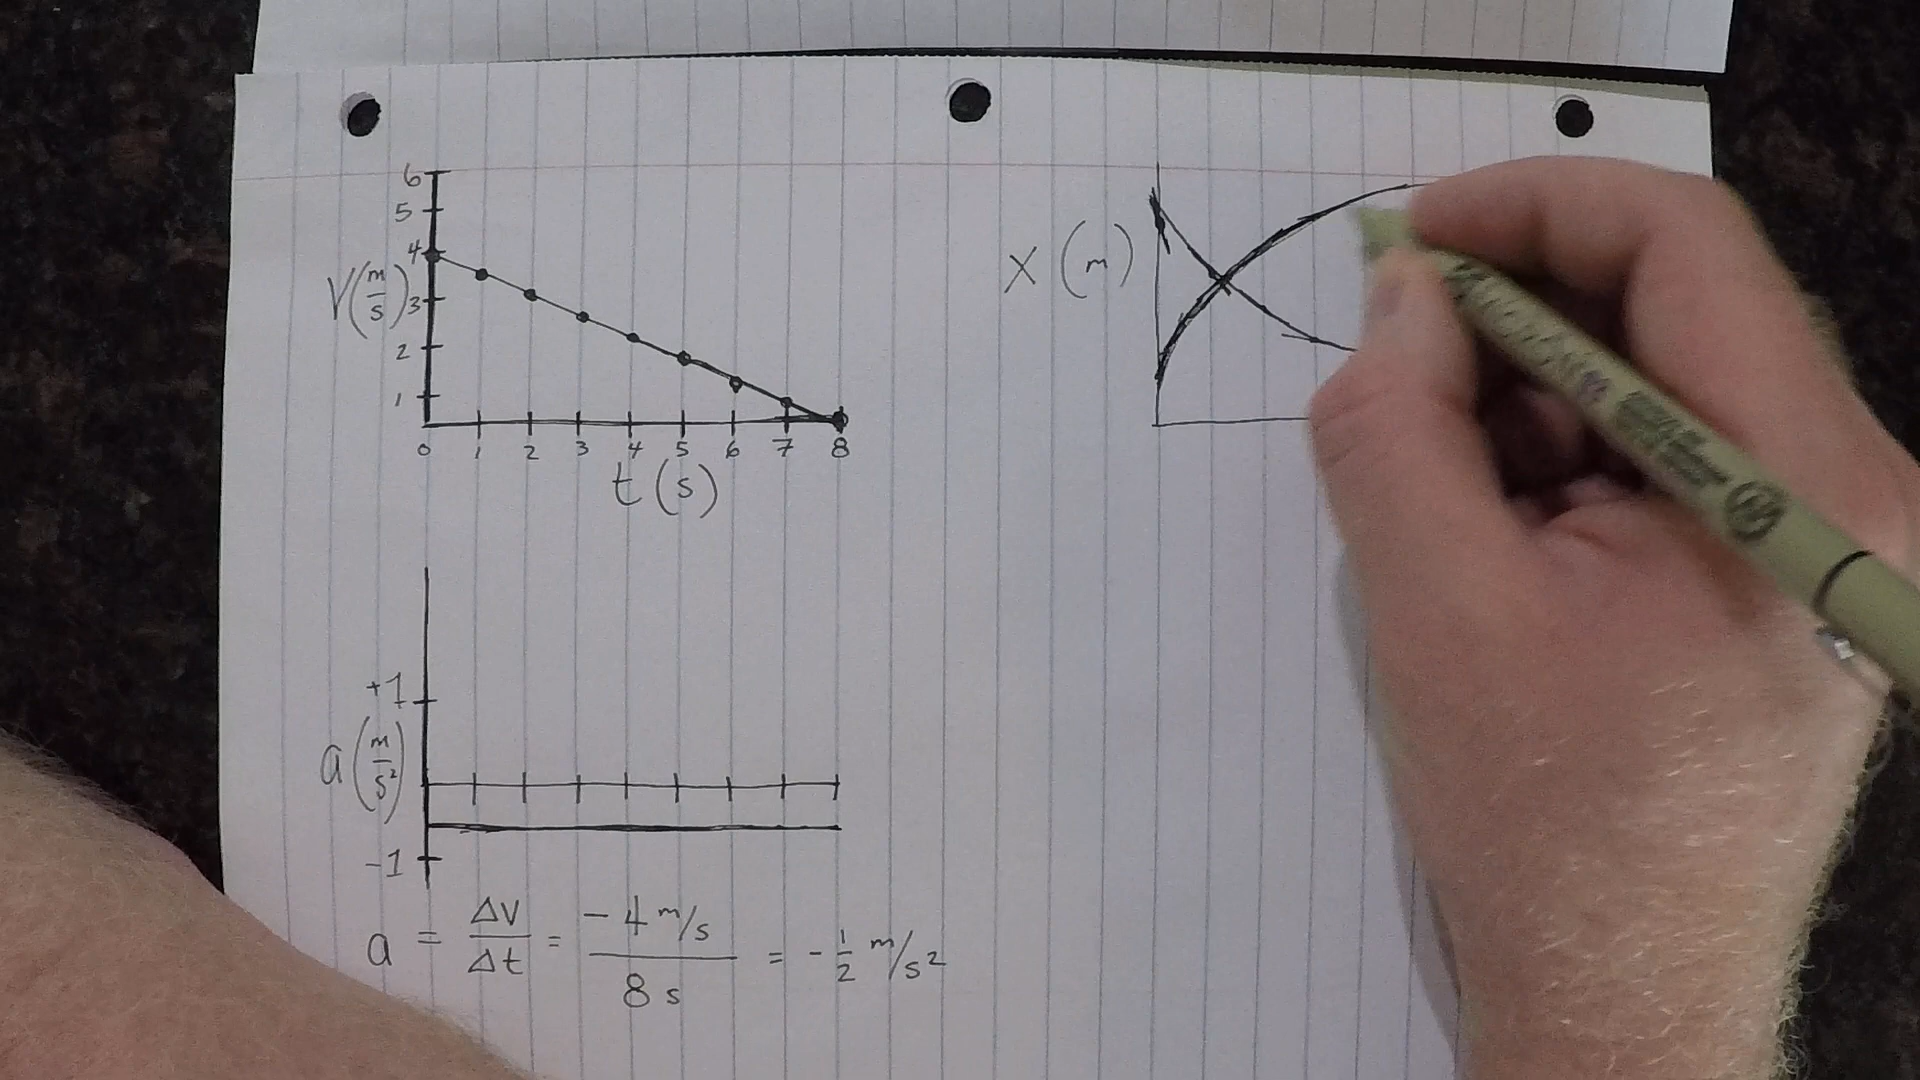 6
5
4
V(m/s)
3
2
1
0 1 2 3 4 5 6 7 8
t(s)
X (m)
+1
a(m/s²)
-1
a = ΔV/Δt = -4 m/s / 8 s = -1/2 m/s²